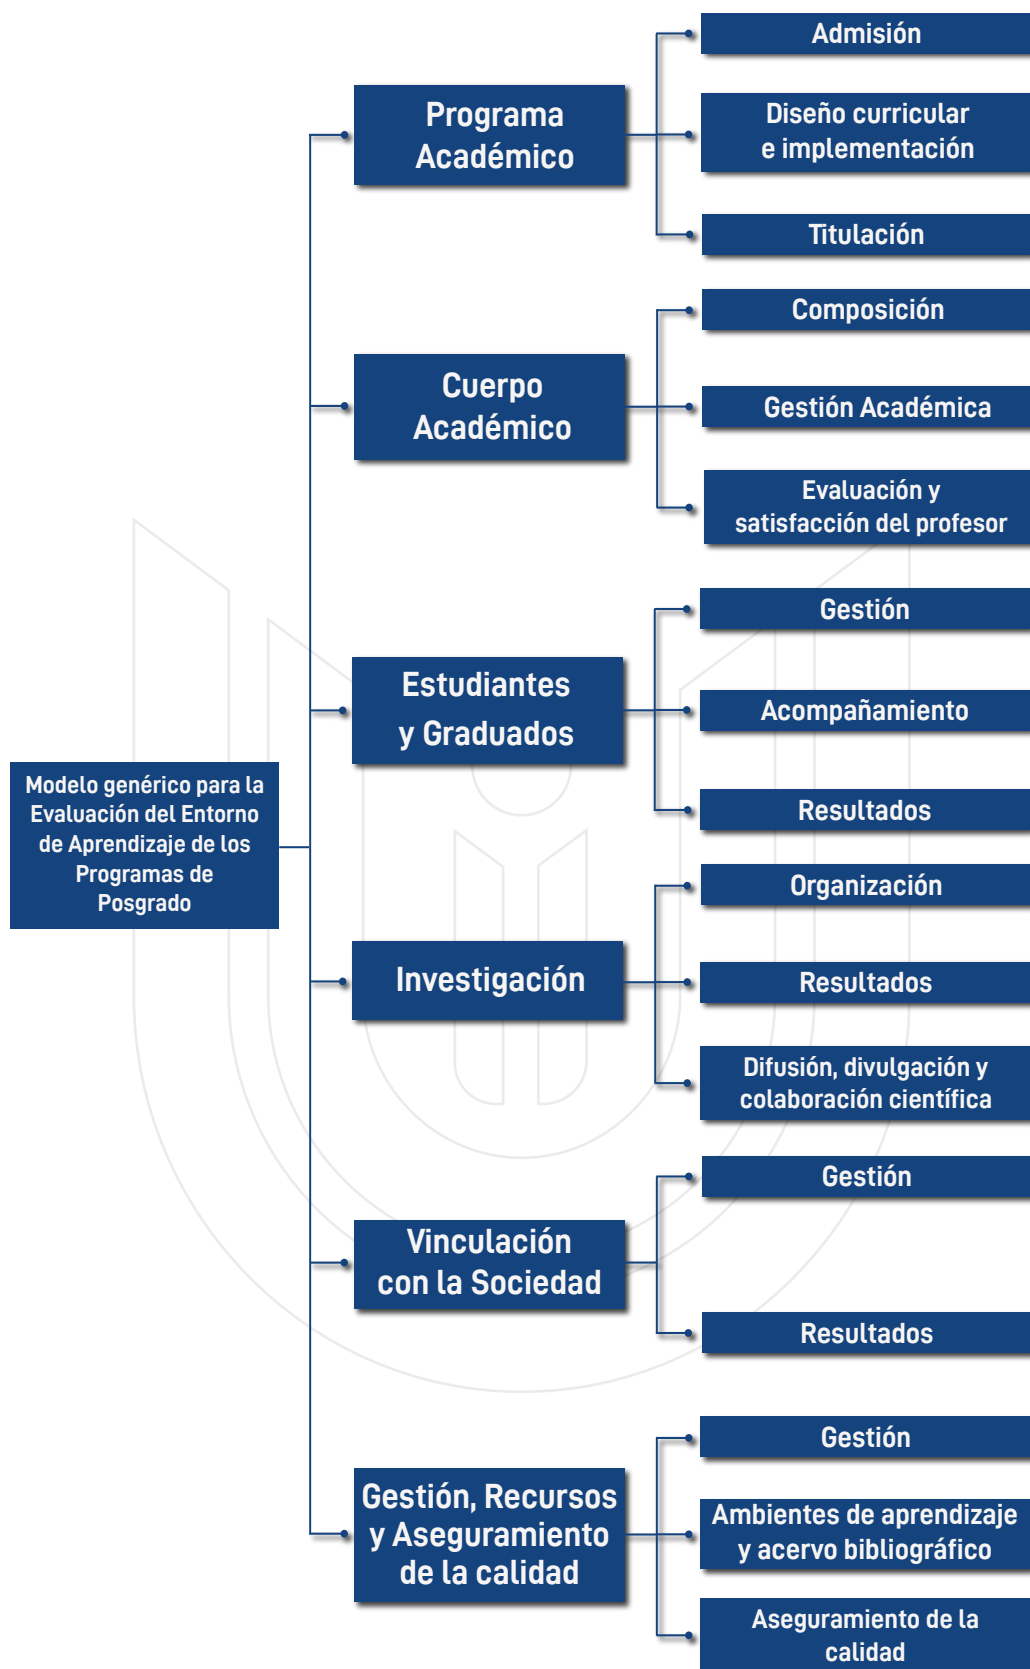 Modelo genérico para la
Evaluación del Entorno
de Aprendizaje de los
Programas de
Posgrado
Programa
Académico
Admisión
Diseño curricular
e implementación
Titulación
Cuerpo
Académico
Composición
Gestión Académica
Evaluación y
satisfacción del profesor
Estudiantes
y Graduados
Gestión
Acompañamiento
Resultados
Investigación
Organización
Resultados
Difusión, divulgación y
colaboración científica
Vinculación
con la Sociedad
Gestión
Resultados
Gestión, Recursos
y Aseguramiento
de la calidad
Gestión
Ambientes de aprendizaje
y acervo bibliográfico
Aseguramiento de la
calidad